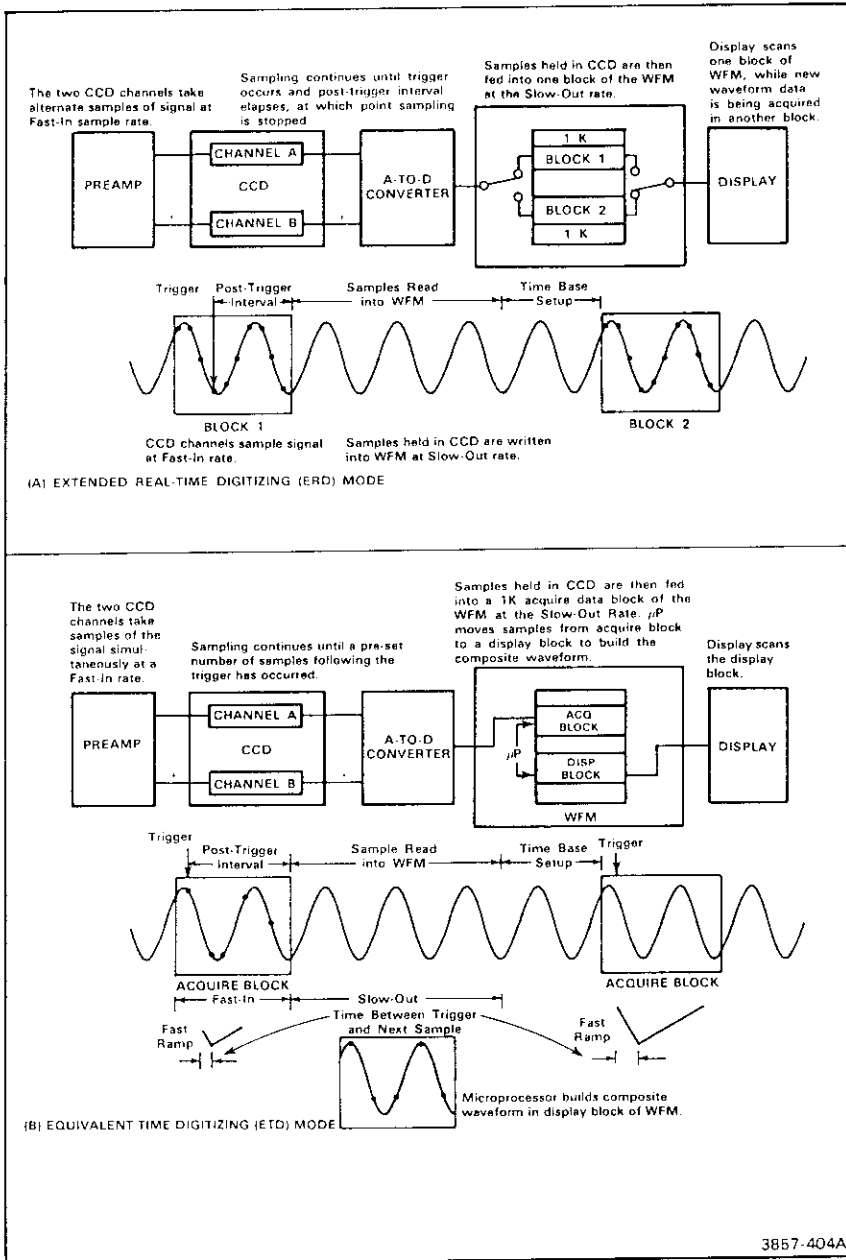 The two CCD channels take
alternate samples of signal at
Fast-In sample rate.
Sampling continues until trigger
occurs and post-trigger interval
elapses, at which point sampling
is stopped
Samples held in CCD are then
fed into one block of the WFM
at the Slow-Out rate.
Display scans
one block of
WFM, while new
waveform data
is being acquired
in another block.
PREAMP
CHANNEL A
CCD
CHANNEL B
A-TO-D
CONVERTER
1 K
BLOCK 1
BLOCK 2
1 K
DISPLAY
Trigger
Post-Trigger
Interval
Samples Read
into WFM
Time Base
Setup
BLOCK 1
BLOCK 2
CCD channels sample signal
at Fast-In rate.
Samples held in CCD are written
into WFM at Slow-Out rate.
(A) EXTENDED REAL-TIME DIGITIZING (ERD) MODE
The two CCD
channels take
samples of the
signal simul-
taneously at a
Fast-In rate.
Sampling continues until a pre-set
number of samples following the
trigger has occurred.
Samples held in CCD are then fed
into a 1K acquire data block of the
WFM at the Slow-Out Rate. μP
moves samples from acquire block
to a display block to build the
composite waveform.
Display scans
the display
block.
PREAMP
CHANNEL A
CCD
CHANNEL B
A-TO-D
CONVERTER
ACQ
BLOCK
μP
DISP
BLOCK
WFM
DISPLAY
Trigger
Post-Trigger
Interval
Sample Read
into WFM
Time Base
Setup
Trigger
ACQUIRE BLOCK
ACQUIRE BLOCK
Fast-In
Slow-Out
Fast
Ramp
Time Between Trigger
and Next Sample
Fast
Ramp
Microprocessor builds composite
waveform in display block of WFM.
(B) EQUIVALENT TIME DIGITIZING (ETD) MODE
3857-404A